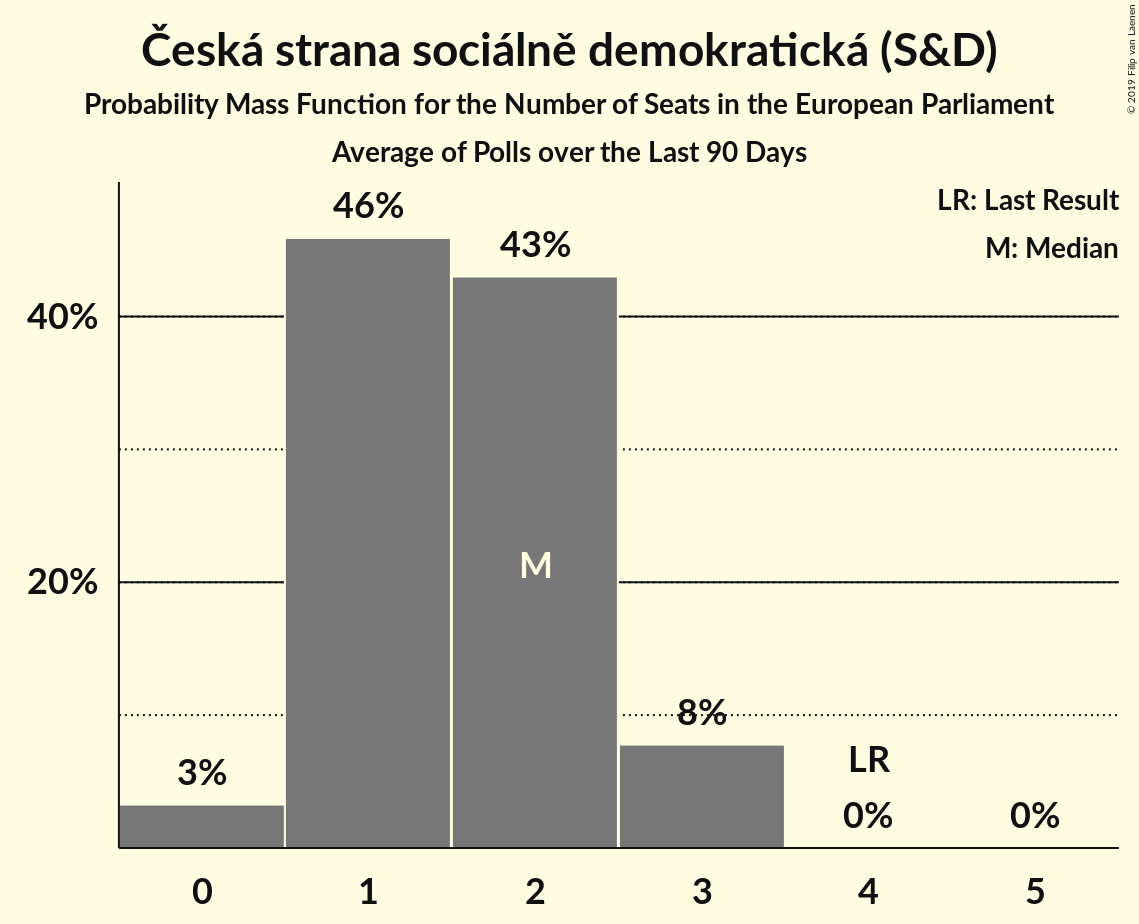 Česká strana sociálně demokratická (S&D)
Probability Mass Function for the Number of Seats in the European Parliament
Average of Polls over the Last 90 Days
© 2019 Filip van Laenen
LR: Last Result
M: Median
46%
43%
40%
M
20%
8%
3%
LR
0%
0%
0 1 2 3 4 5